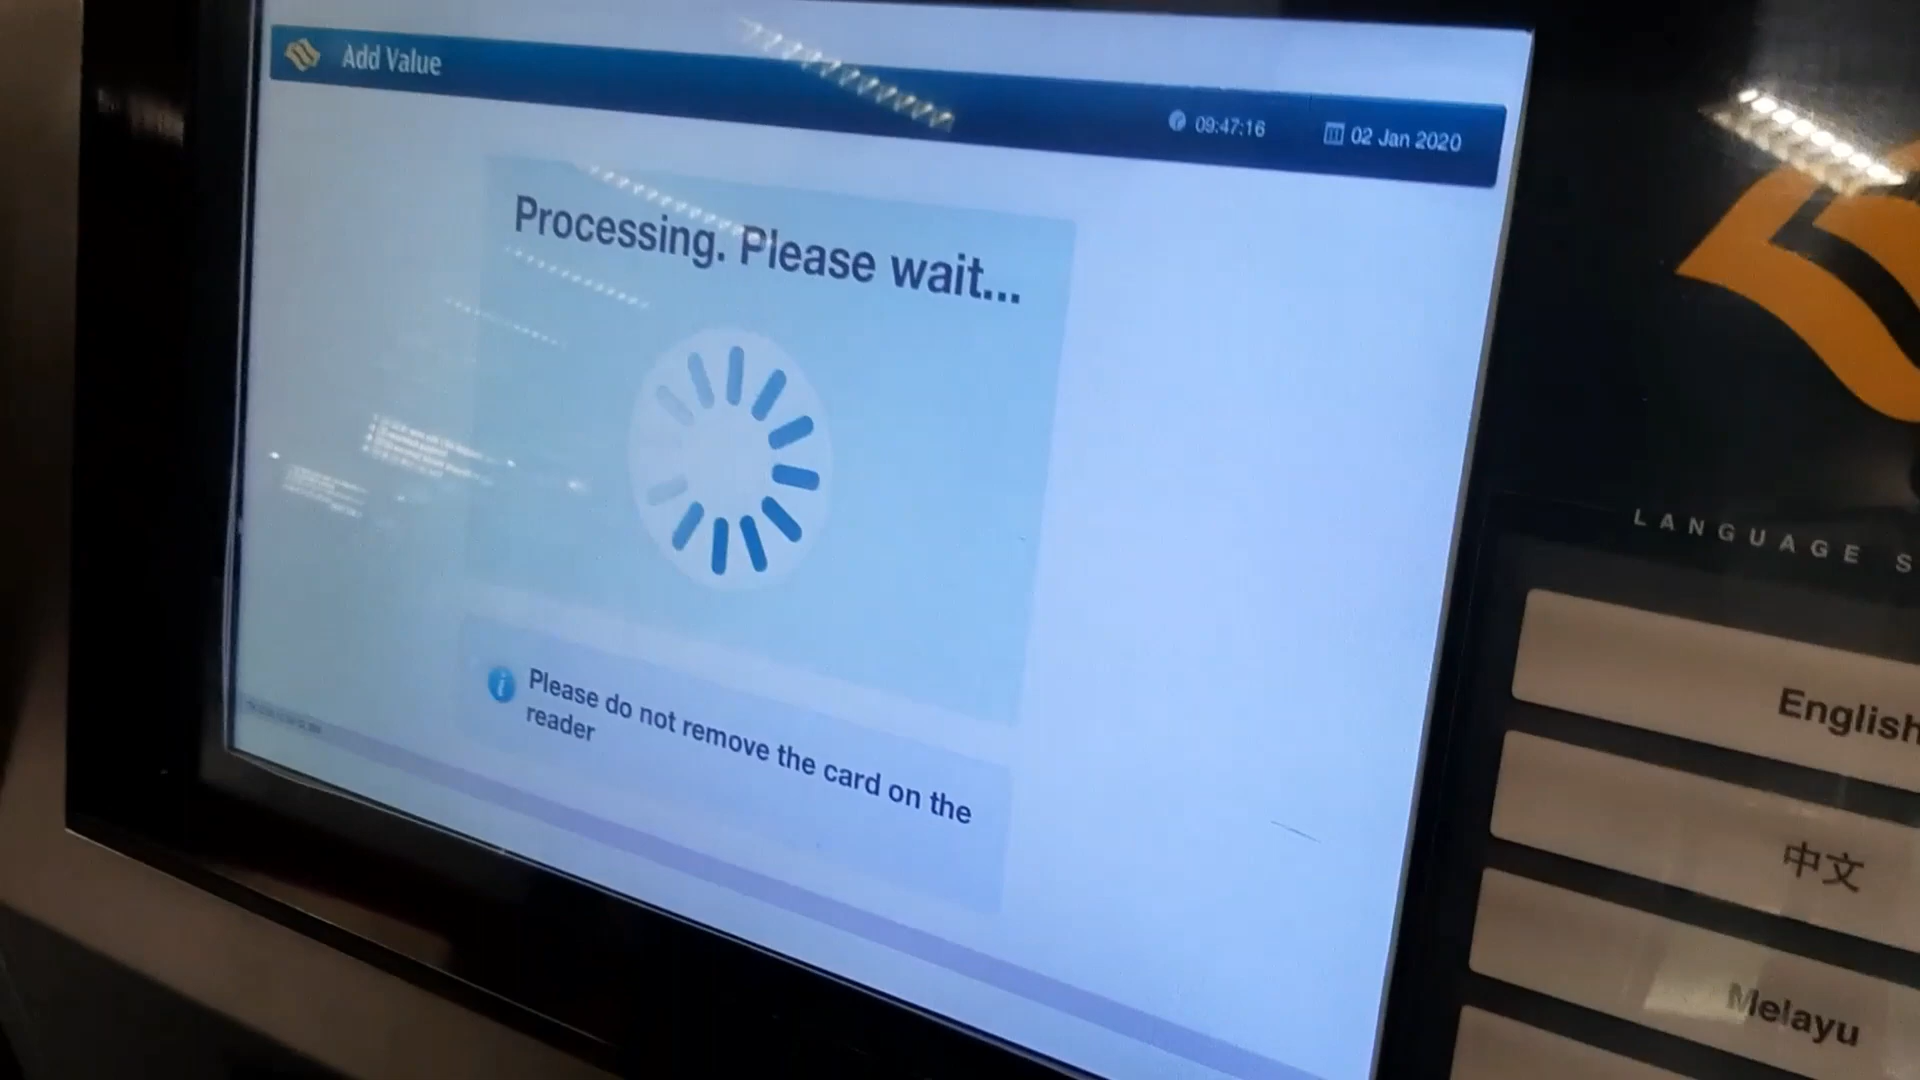 Add Value
09:47:16
02 Jan 2020
Processing. Please wait...
Please do not remove the card on the
reader
LANGUAGE S
English
中文
Melayu